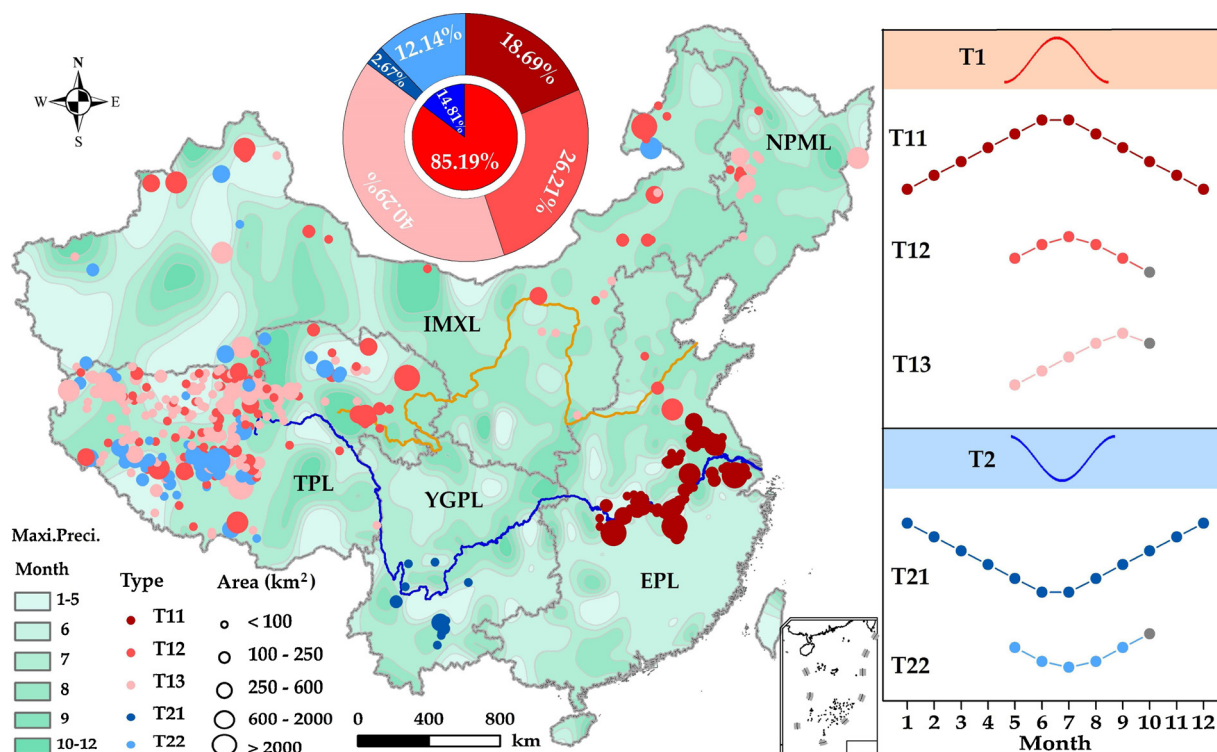 N
W E
S
12.14%
18.69%
2.67%
14.81%
85.19%
26.21%
40.29%
NPML
IMXL
TPL
YGPL
EPL
Maxi.Preci.
Month
1-5
6
7
8
9
10-12
Type
T11
T12
T13
T21
T22
Area (km²)
< 100
100 - 250
250 - 600
600 - 2000
> 2000
0 400 800
km
T1
T11
T12
T13
T2
T21
T22
1 2 3 4 5 6 7 8 9 10 11 12
Month